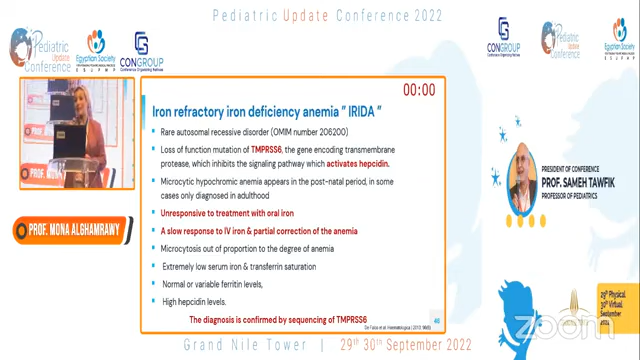 Pediatric Update Conference 2022
Pediatric
Update
Conference
Egyptian Society
CONGROUP
CONGROUP
Pediatric
Update
Conference
Egyptian Society
00:00
Iron refractory iron deficiency anemia " IRIDA "
Rare autosomal recessive disorder (OMIM number 206200)
Loss of function mutation of TMPRSS6, the gene encoding transmembrane
protease, which inhibits the signaling pathway which activates hepcidin.
Microcytic hypochromic anemia appears in the post-natal period, in some
cases only diagnosed in adulthood
Unresponsive to treatment with oral iron
A slow response to IV iron & partial correction of the anemia
Microcytosis out of proportion to the degree of anemia
Extremely low serum iron & transferrin saturation
Normal or variable ferritin levels,
High hepcidin levels.
The diagnosis is confirmed by sequencing of TMPRSS6
PROF. MONA ALGHAMRAWY
PRESIDENT OF CONFERENCE
PROF. SAMEH TAWFIK
PROFESSOR OF PEDIATRICS
29th Physical
30th Virtual
September
zoom
Grand Nile Tower | 29th 30th September 2022